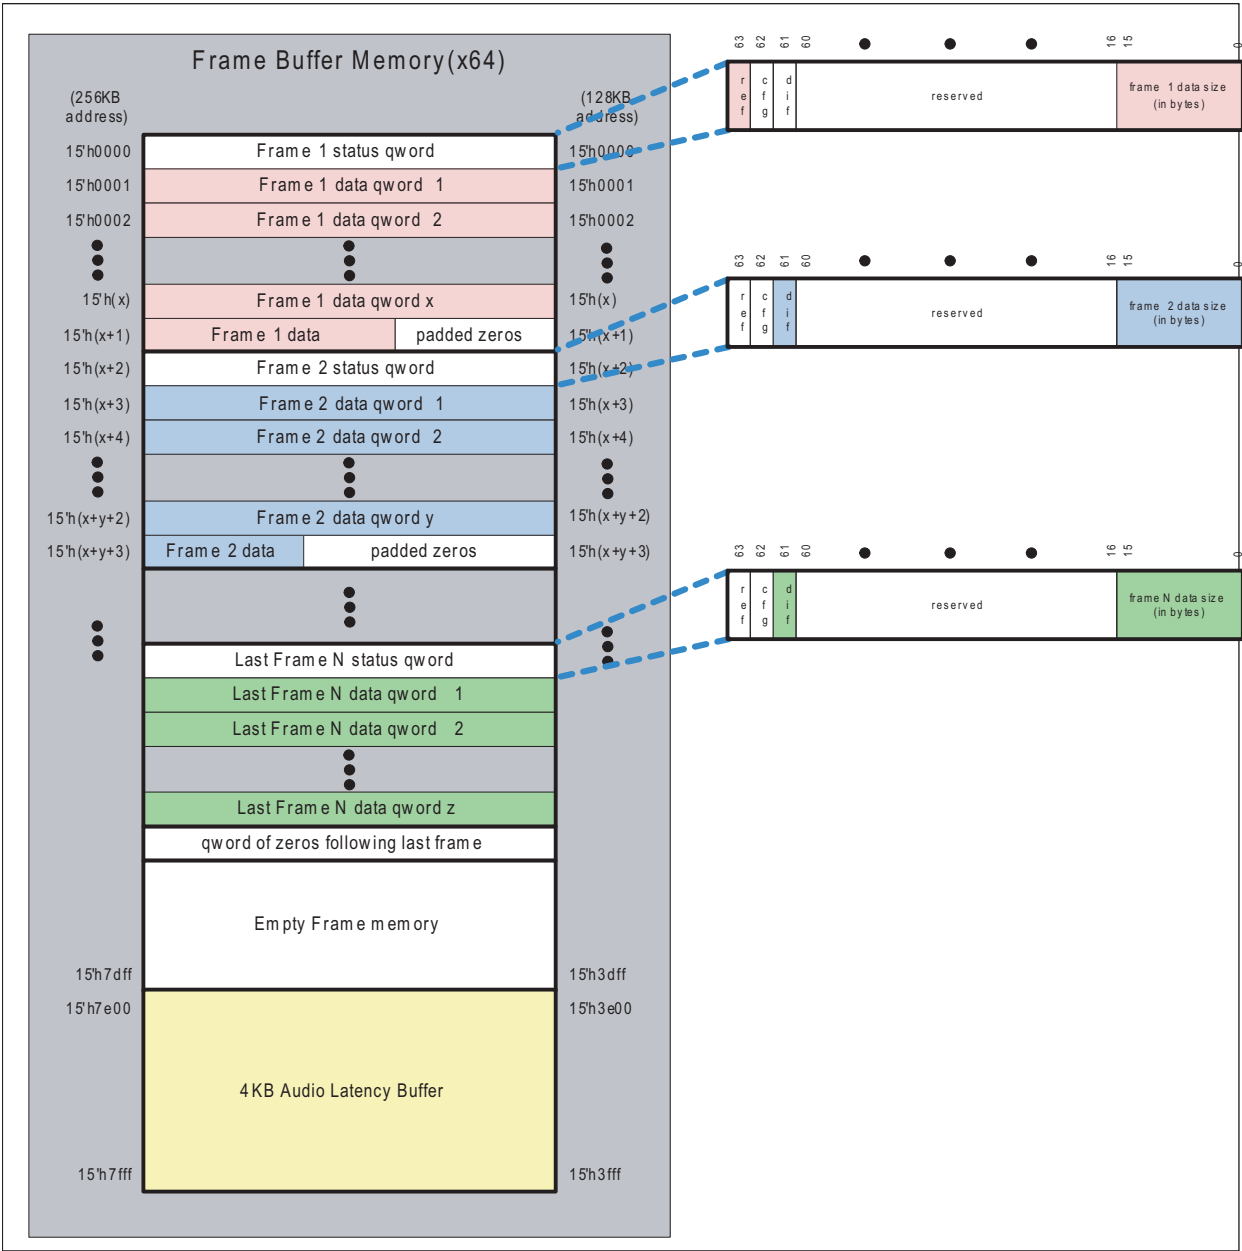 Frame Buffer Memory(x64)
(256KB
address)
(128KB
address)
15'h0000
Frame 1 status qword
15'h0000
15'h0001
Frame 1 data qword 1
15'h0001
15'h0002
Frame 1 data qword 2
15'h0002
15'h(x)
Frame 1 data qword x
15'h(x)
15'h(x+1)
Frame 1 data
padded zeros
15'h(x+1)
15'h(x+2)
Frame 2 status qword
15'h(x+2)
15'h(x+3)
Frame 2 data qword 1
15'h(x+3)
15'h(x+4)
Frame 2 data qword 2
15'h(x+4)
15'h(x+y+2)
Frame 2 data qword y
15'h(x+y+2)
15'h(x+y+3)
Frame 2 data
padded zeros
15'h(x+y+3)
Last Frame N status qword
Last Frame N data qword 1
Last Frame N data qword 2
Last Frame N data qword z
qword of zeros following last frame
Empty Frame memory
15'h7dff
15'h3dff
15'h7e00
15'h3e00
4KB Audio Latency Buffer
15'h7fff
15'h3fff
63 62 61 60 16 15 0
ref
cfg
dif
reserved
frame 1 data size
(in bytes)
63 62 61 60 16 15 0
ref
cfg
dif
reserved
frame 2 data size
(in bytes)
63 62 61 60 16 15 0
ref
cfg
dif
reserved
frame N data size
(in bytes)